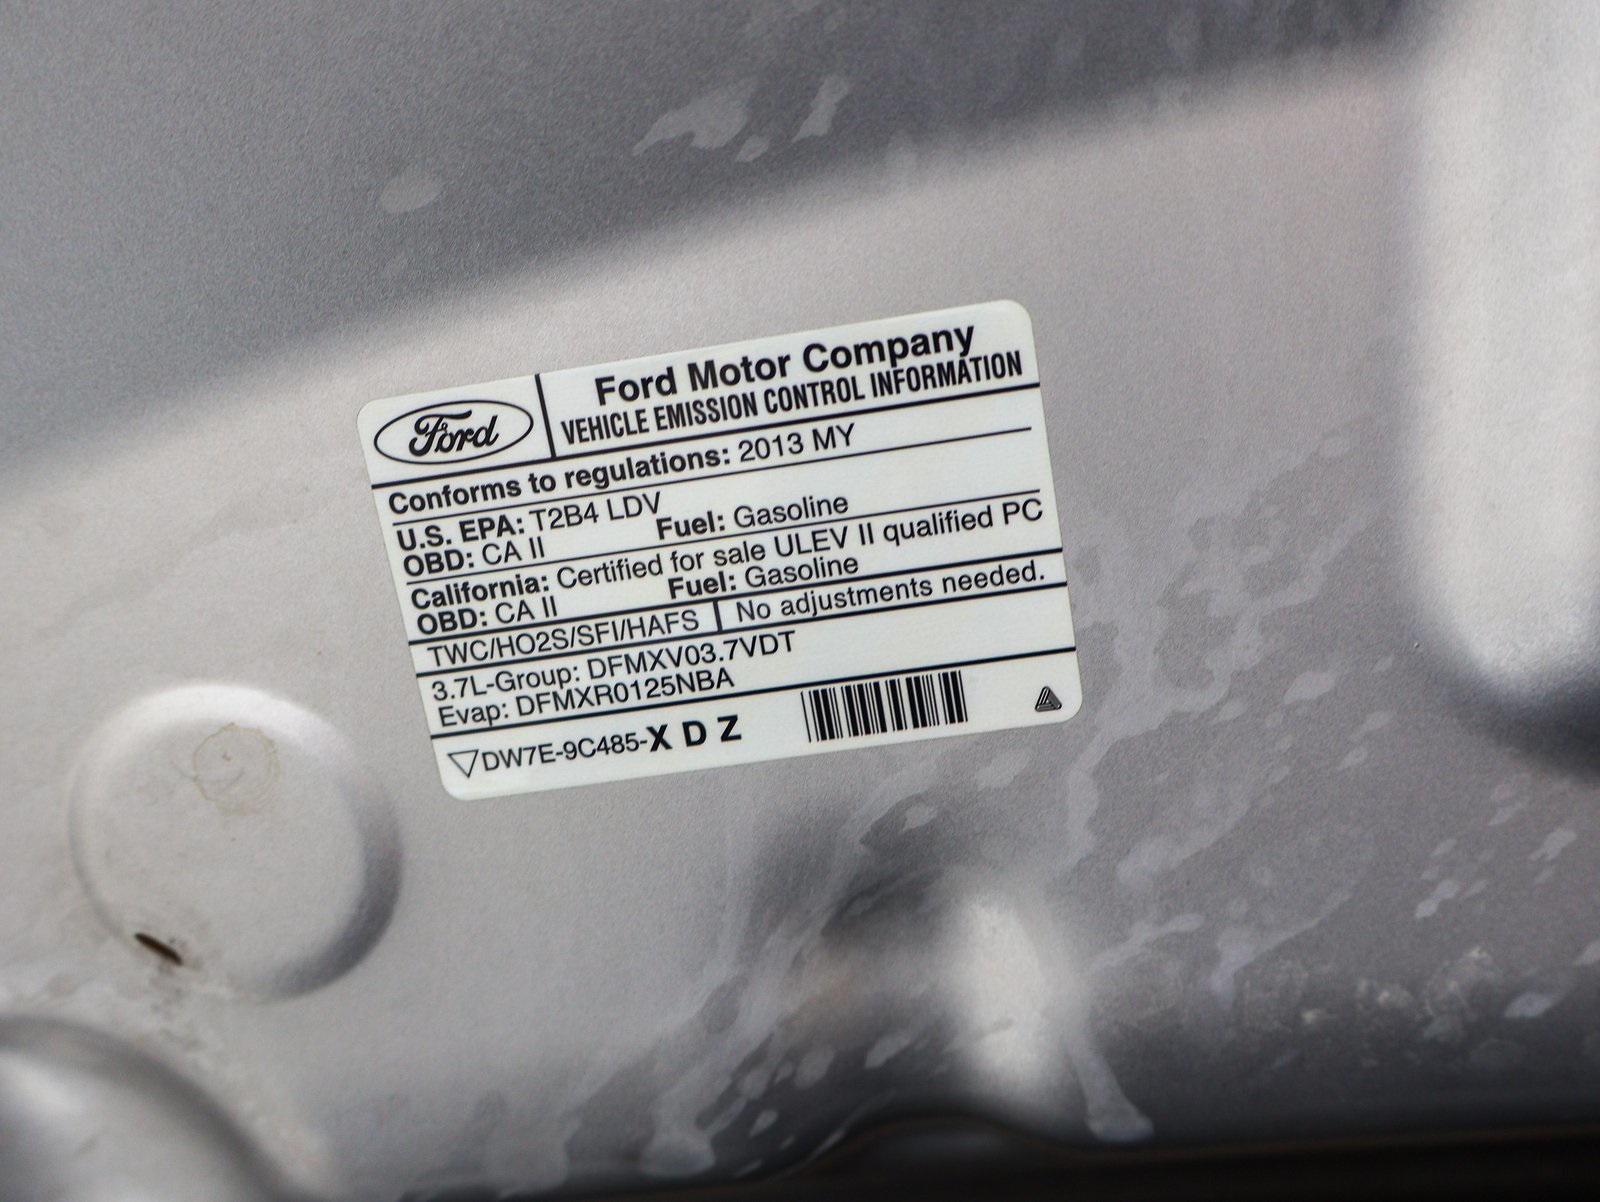 Ford
Ford Motor Company
VEHICLE EMISSION CONTROL INFORMATION
Conforms to regulations: 2013 MY
U.S. EPA: T2B4 LDV
OBD: CA II Fuel: Gasoline
California: Certified for sale ULEV II qualified PC
OBD: CA II Fuel: Gasoline
TWC/HO2S/SFI/HAFS No adjustments needed.
3.7L-Group: DFMXV03.7VDT
Evap: DFMXR0125NBA
DW7E-9C485-X D Z